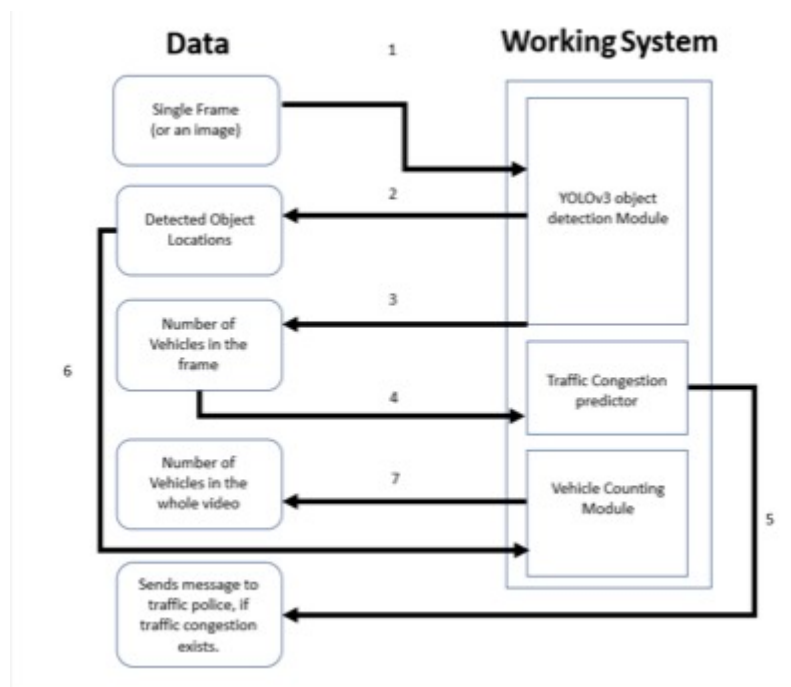 Data
1
Working System
Single Frame
(or an image)
YOLOv3 object
detection Module
2
Detected Object
Locations
3
Number of
Vehicles in the
frame
6
4
Traffic Congestion
predictor
Number of
Vehicles in the
whole video
7
Vehicle Counting
Module
5
Sends message to
traffic police, if
traffic congestion
exists.